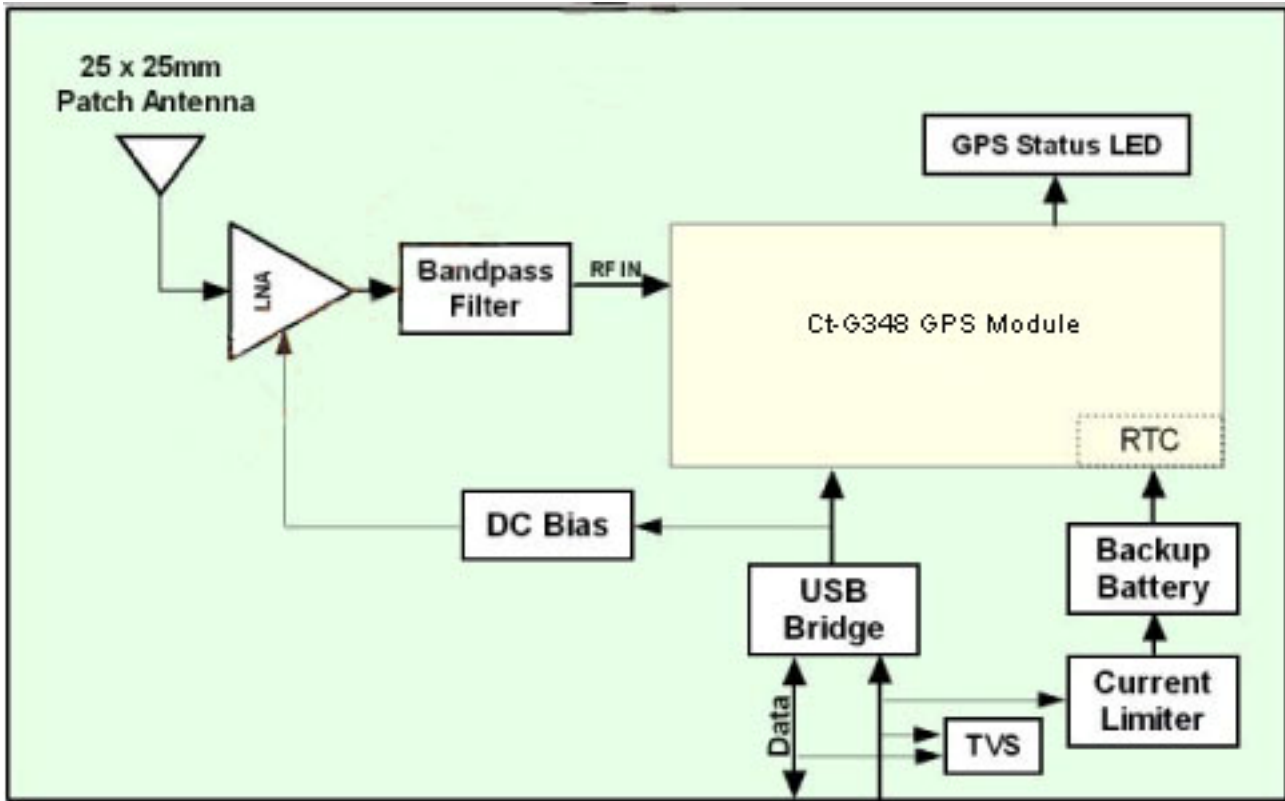 25 x 25mm
Patch Antenna
GPS Status LED
LNA
Bandpass
Filter
RF IN
Ct-G348 GPS Module
RTC
DC Bias
USB
Bridge
Backup
Battery
Current
Limiter
Data
TVS